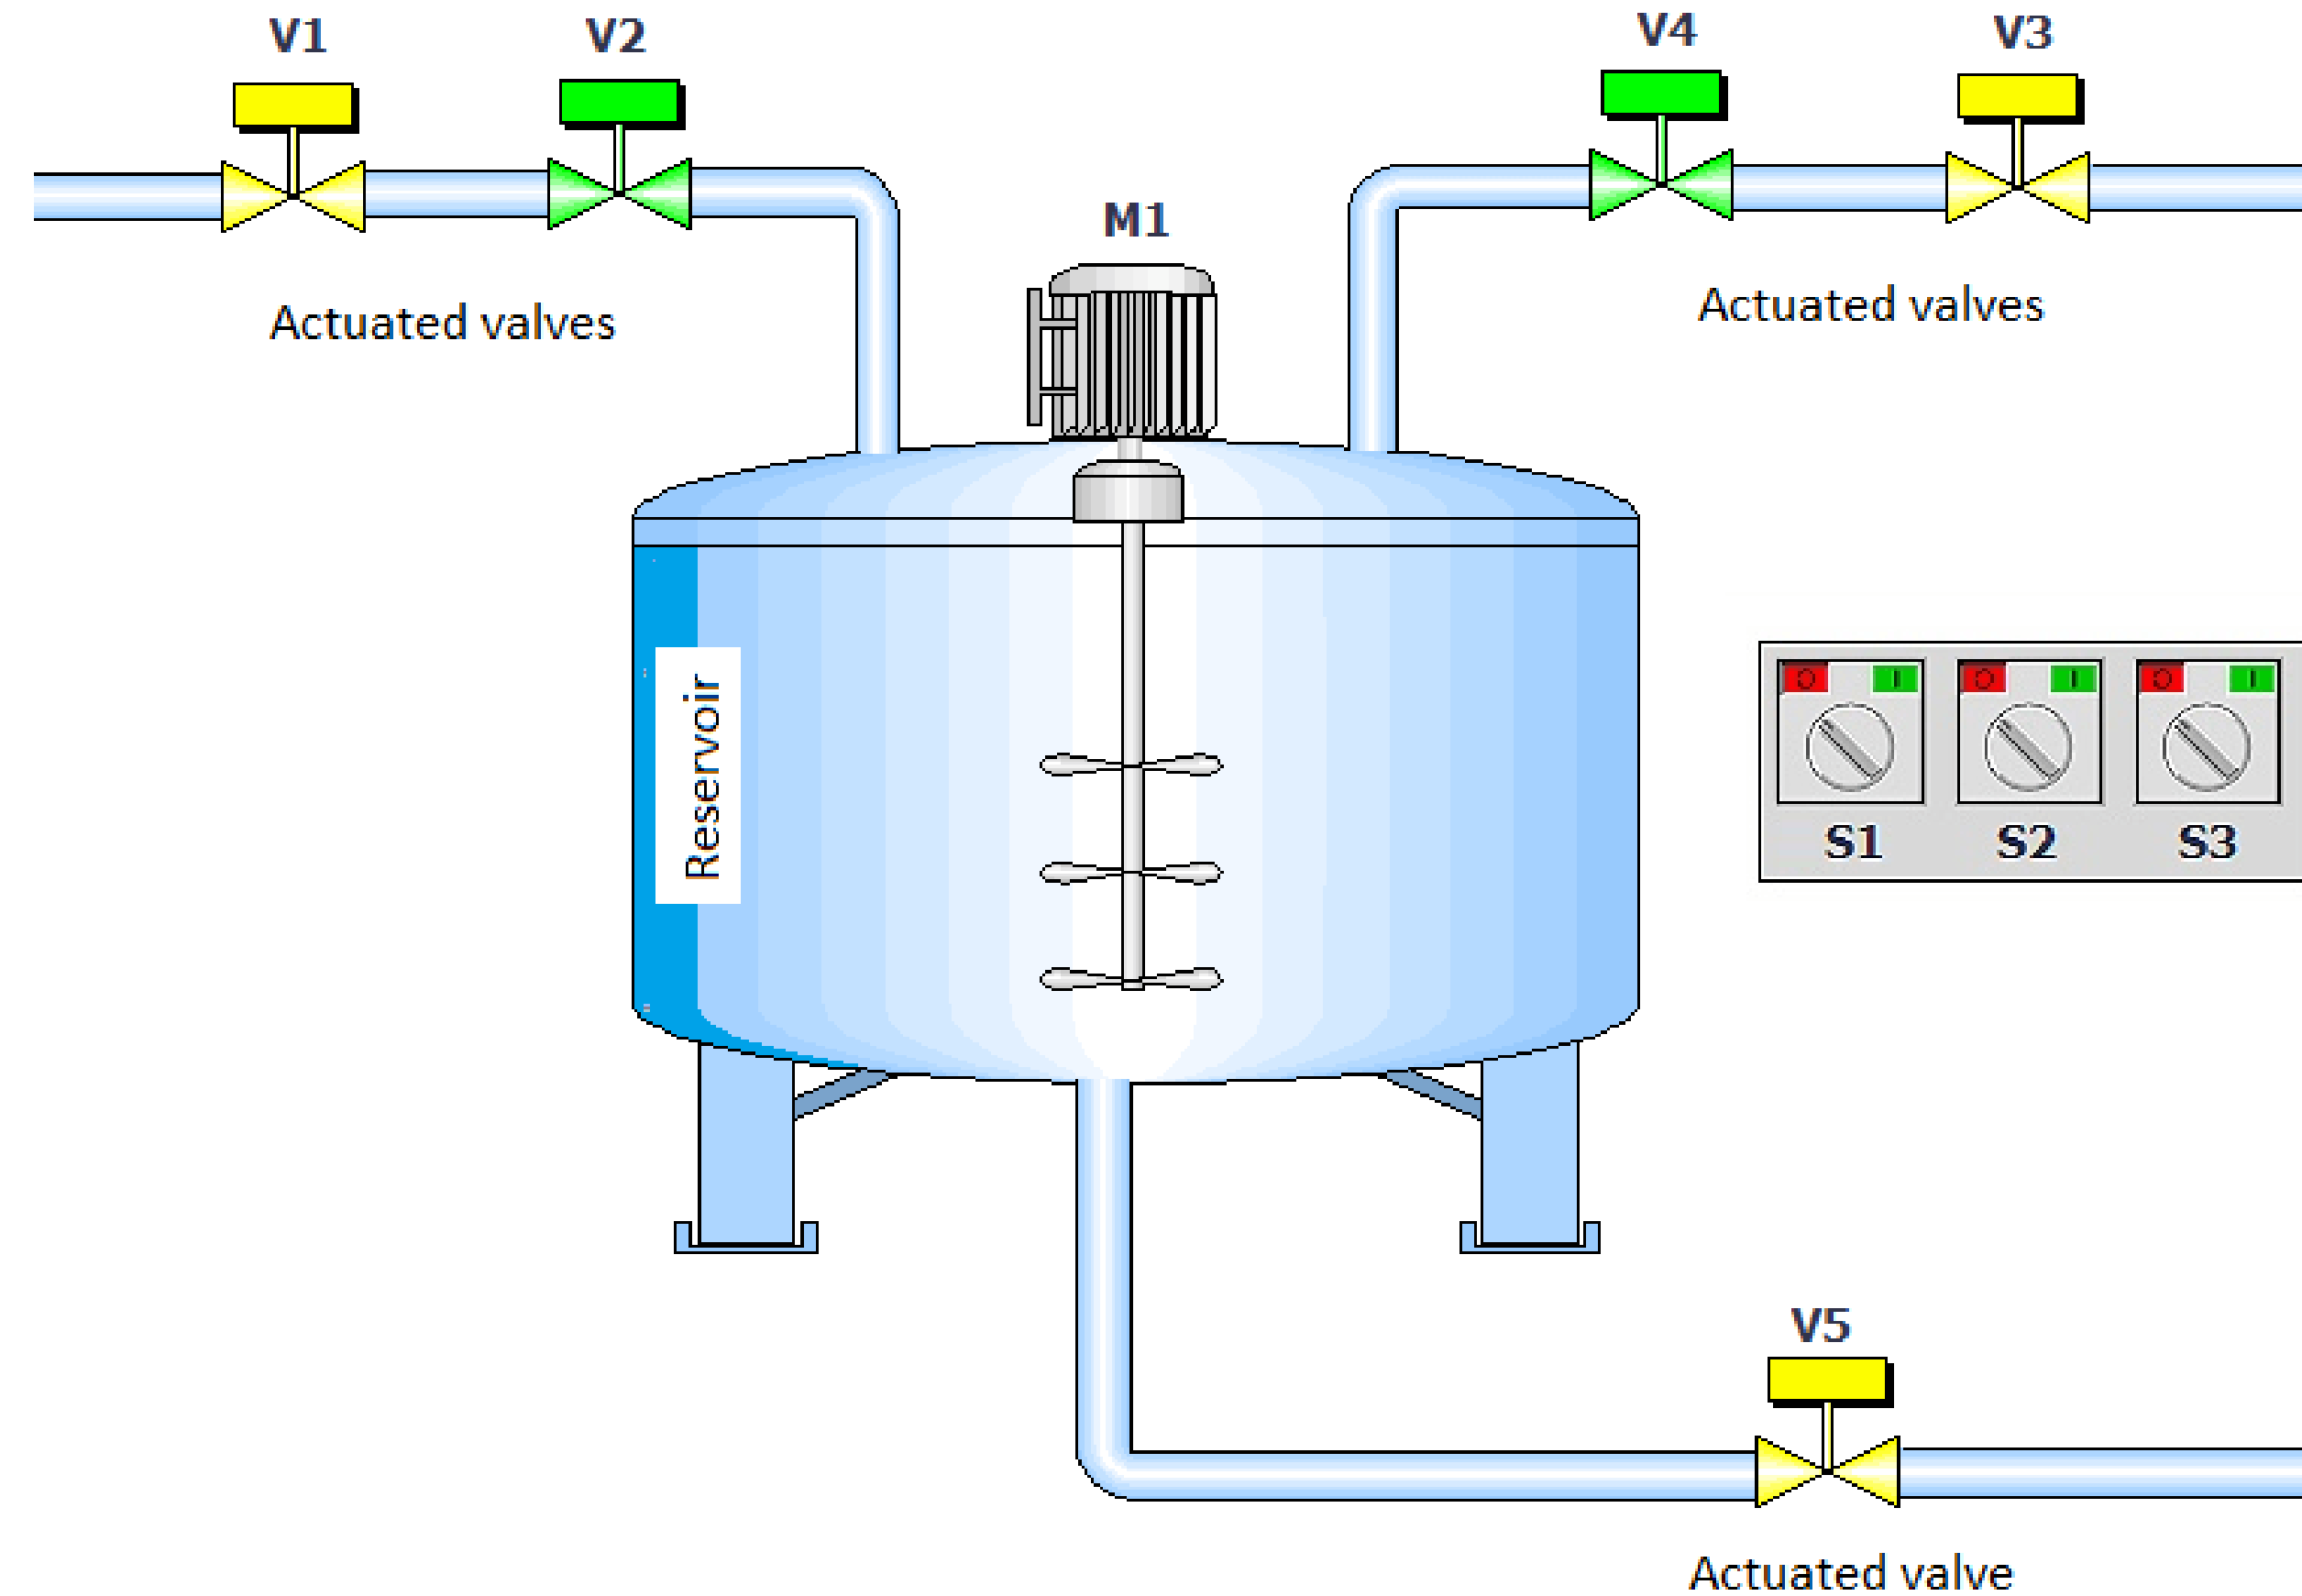 V1
V2
V4
V3
M1
Actuated valves
Actuated valves
Reservoir
O I O I O I
S1 S2 S3
V5
Actuated valve